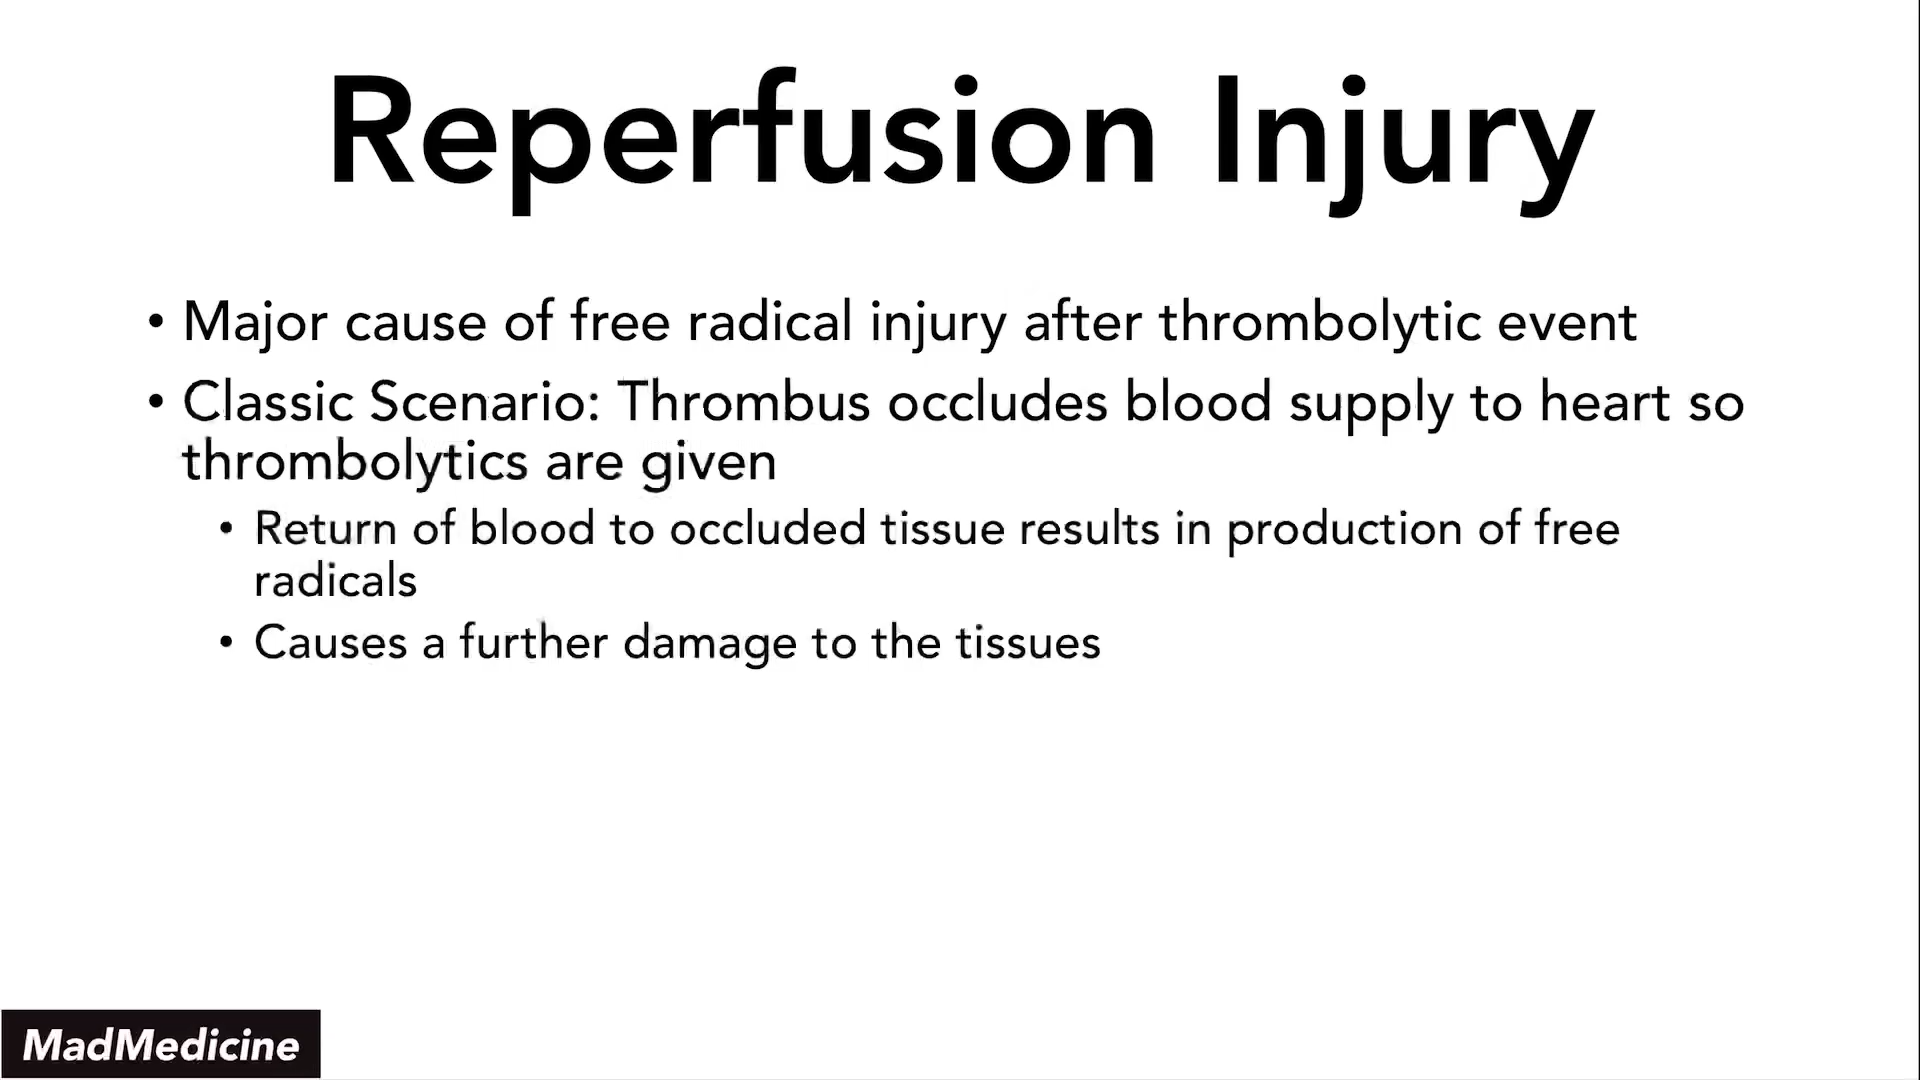 Reperfusion Injury
• Major cause of free radical injury after thrombolytic event
• Classic Scenario: Thrombus occludes blood supply to heart so
thrombolytics are given
• Return of blood to occluded tissue results in production of free
radicals
• Causes a further damage to the tissues
MadMedicine